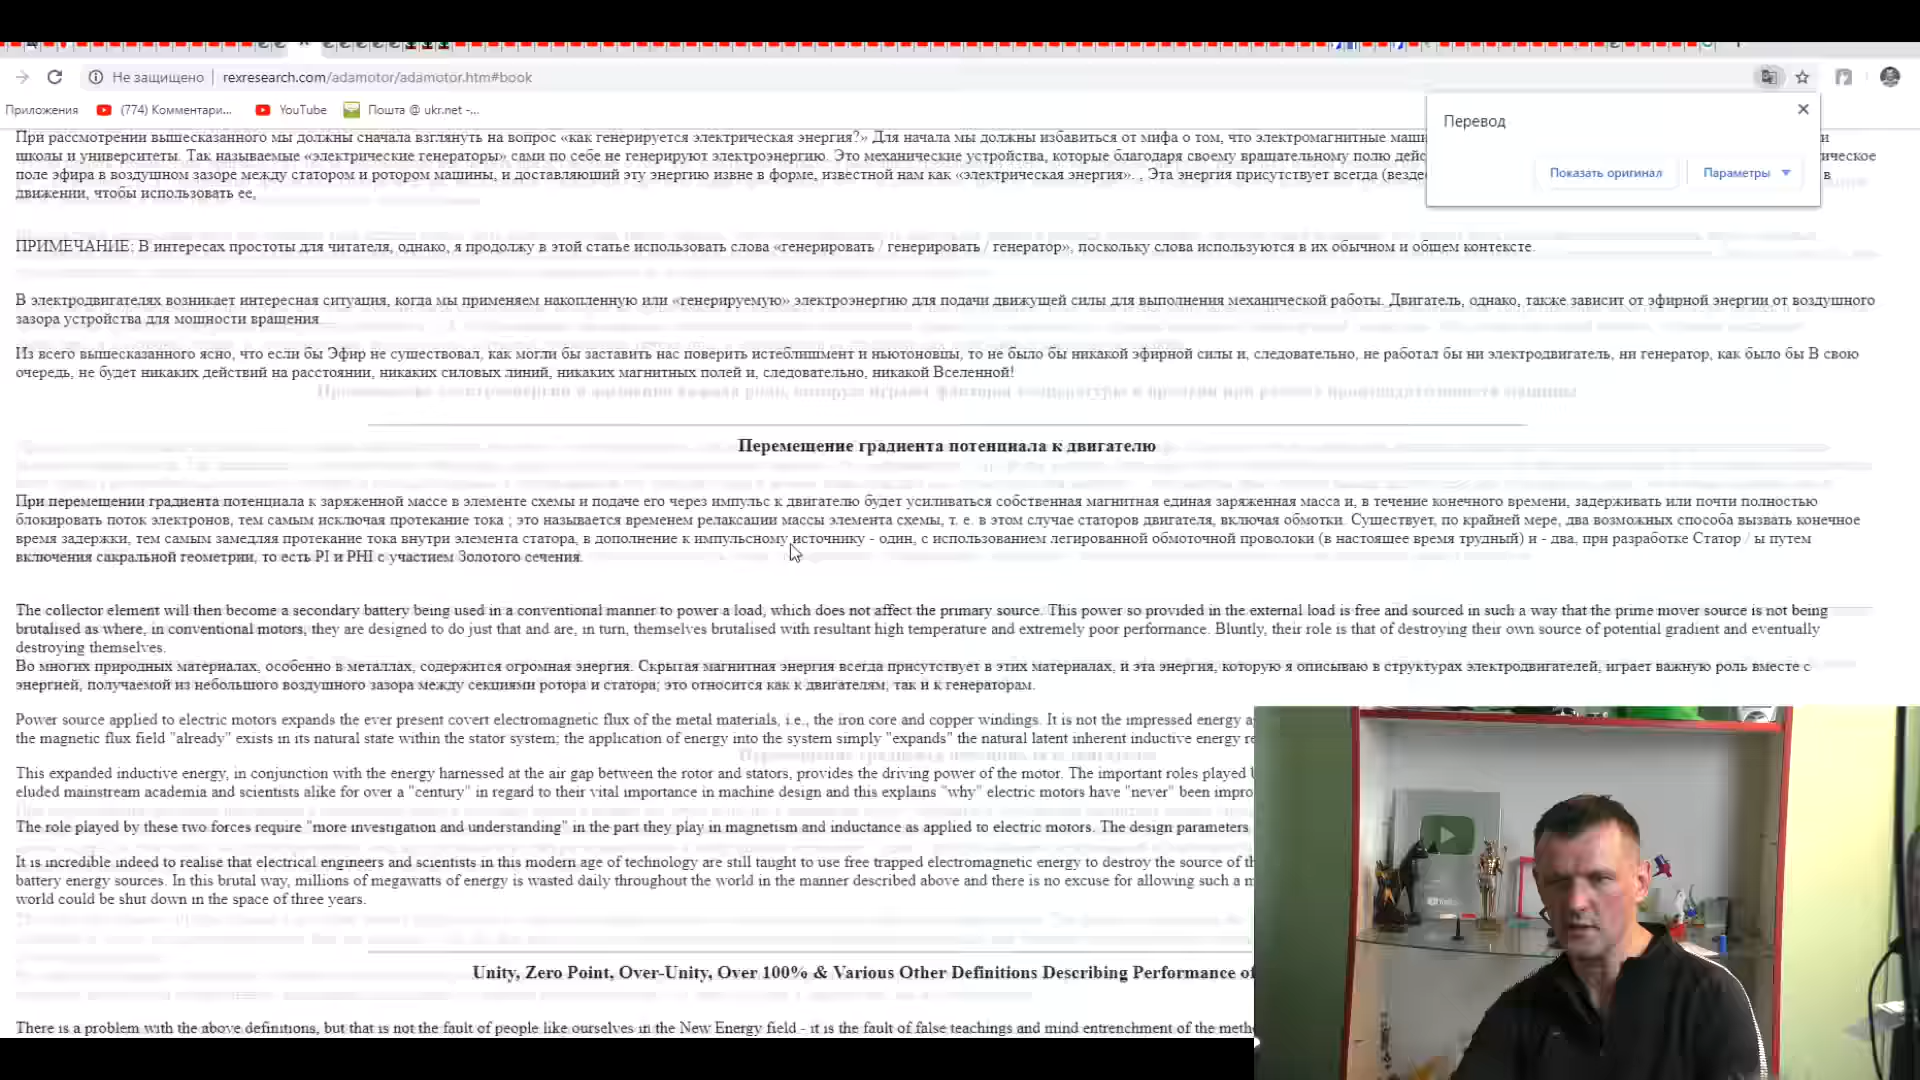 Не защищено
rexresearch.com/adamotor/adamotor.htm#book
Приложения
(774) Комментари...
YouTube
Пошта @ ukr.net -...
Перевод
Показать оригинал
Параметры
При рассмотрении вышесказанного мы должны сначала взглянуть на вопрос «как генерируется электрическая энергия?» Для начала мы должны избавиться от мифа о том, что электромагнитные маши
школы и университеты. Так называемые «электрические генераторы» сами по себе не генерируют электроэнергию. Это механические устройства, которые благодаря своему вращательному полю дейс
поле эфира в воздушном зазоре между статором и ротором машины, и доставляющий эту энергию извне в форме, известной нам как «электрическая энергия». , Эта энергия присутствует всегда (вездес в
движении, чтобы использовать ее,
ПРИМЕЧАНИЕ: В интересах простоты для читателя, однако, я продолжу в этой статье использовать слова «генерировать / генерировать / генератор», поскольку слова используются в их обычном и общем контексте.
В электродвигателях возникает интересная ситуация, когда мы применяем накопленную или «генерируемую» электроэнергию для подачи движущей силы для выполнения механической работы. Двигатель, однако, также зависит от эфирной энергии от воздушного
зазора устройства для мощности вращения....
Из всего вышесказанного ясно, что если бы Эфир не существовал, как могли бы заставить нас поверить истеблишмент и ньютоновцы, то не было бы никакой эфирной силы и, следовательно, не работал бы ни электродвигатель, ни генератор, как было бы В свою
очередь, не будет никаких действий на расстоянии, никаких силовых линий, никаких магнитных полей и, следовательно, никакой Вселенной!
Перемещение градиента потенциала к двигателю
При перемещении градиента потенциала к заряженной массе в элементе схемы и подаче его через импульс к двигателю будет усиливаться собственная магнитная единая заряженная масса и, в течение конечного времени, задерживать или почти полностью
блокировать поток электронов, тем самым исключая протекание тока ; это называется временем релаксации массы элемента схемы, т. е. в этом случае статоров двигателя, включая обмотки. Существует, по крайней мере, два возможных способа вызвать конечное
время задержки, тем самым замедляя протекание тока внутри элемента статора, в дополнение к импульсному источнику - один, с использованием легированной обмоточной проволоки (в настоящее время трудный) и - два, при разработке Статор / ы путем
включения сакральной геометрии, то есть PI и PHI с участием Золотого сечения.
The collector element will then become a secondary battery being used in a conventional manner to power a load, which does not affect the primary source. This power so provided in the external load is free and sourced in such a way that the prime mover source is not being
brutalised as where, in conventional motors, they are designed to do just that and are, in turn, themselves brutalised with resultant high temperature and extremely poor performance. Bluntly, their role is that of destroying their own source of potential gradient and eventually
destroying themselves.
Во многих природных материалах, особенно в металлах, содержится огромная энергия. Скрытая магнитная энергия всегда присутствует в этих материалах, и эта энергия, которую я описываю в структурах электродвигателей, играет важную роль вместе с
энергией, получаемой из небольшого воздушного зазора между секциями ротора и статора; это относится как к двигателям, так и к генераторам.
Power source applied to electric motors expands the ever present covert electromagnetic flux of the metal materials, i.e., the iron core and copper windings. It is not the impressed energy a
the magnetic flux field "already" exists in its natural state within the stator system; the application of energy into the system simply "expands" the natural latent inherent inductive energy re
This expanded inductive energy, in conjunction with the energy harnessed at the air gap between the rotor and stators, provides the driving power of the motor. The important roles played
eluded mainstream academia and scientists alike for over a "century" in regard to their vital importance in machine design and this explains "why" electric motors have "never" been impro
The role played by these two forces require "more investigation and understanding" in the part they play in magnetism and inductance as applied to electric motors. The design parameters
It is incredible indeed to realise that electrical engineers and scientists in this modern age of technology are still taught to use free trapped electromagnetic energy to destroy the source of th
battery energy sources. In this brutal way, millions of megawatts of energy is wasted daily throughout the world in the manner described above and there is no excuse for allowing such a m
world could be shut down in the space of three years.
Unity, Zero Point, Over-Unity, Over 100% & Various Other Definitions Describing Performance of
There is a problem with the above definitions, but that is not the fault of people like ourselves in the New Energy field - it is the fault of false teachings and mind entrenchment of the meth